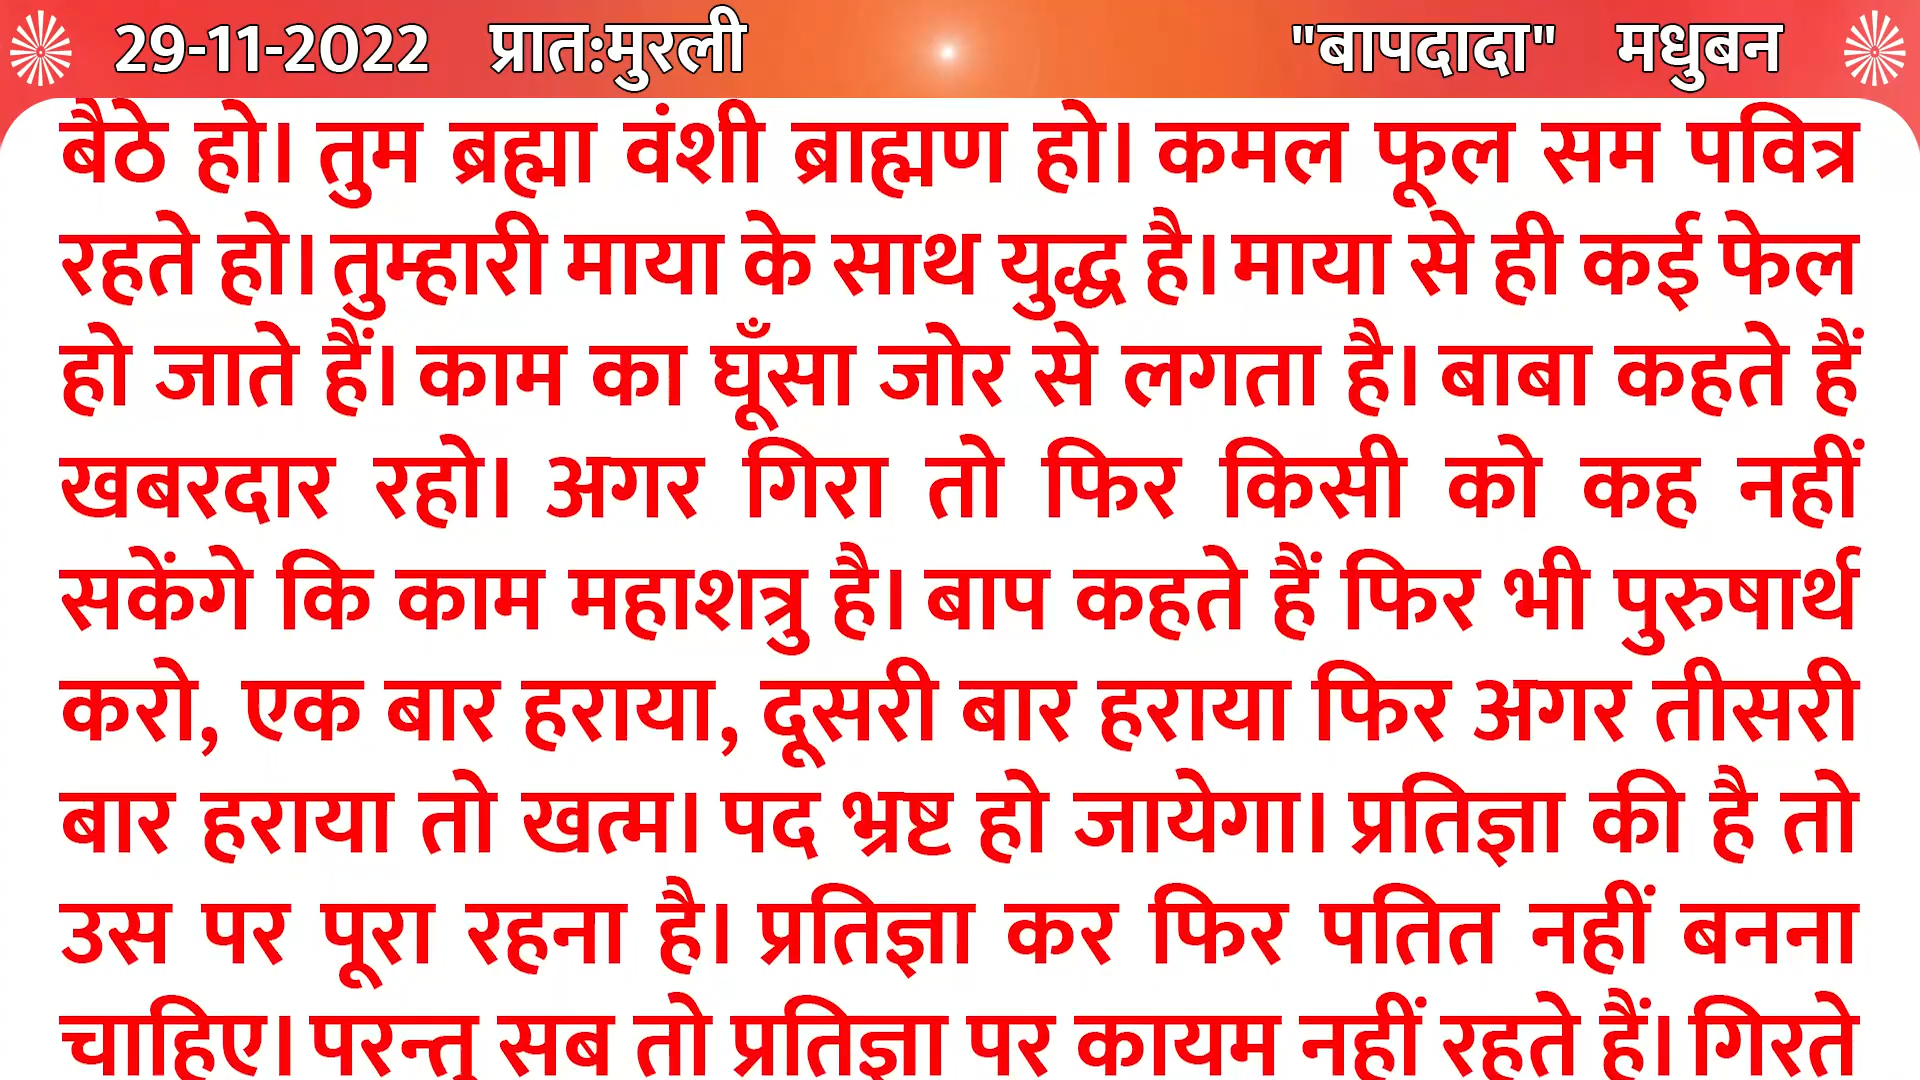 29-11-2022 प्रात:मुरली "बापदादा" मधुबन
बैठे हो। तुम ब्रह्मा वंशी ब्राह्मण हो। कमल फूल सम पवित्र
रहते हो। तुम्हारी माया के साथ युद्ध है। माया से ही कई फेल
हो जाते हैं। काम का घूँसा जोर से लगता है। बाबा कहते हैं
खबरदार रहो। अगर गिरा तो फिर किसी को कह नहीं
सकेंगे कि काम महाशत्रु है। बाप कहते हैं फिर भी पुरुषार्थ
करो, एक बार हराया, दूसरी बार हराया फिर अगर तीसरी
बार हराया तो खत्म। पद भ्रष्ट हो जायेगा। प्रतिज्ञा की है तो
उस पर पूरा रहना है। प्रतिज्ञा कर फिर पतित नहीं बनना
चाहिए। परन्तु सब तो प्रतिज्ञा पर कायम नहीं रहते हैं। गिरते